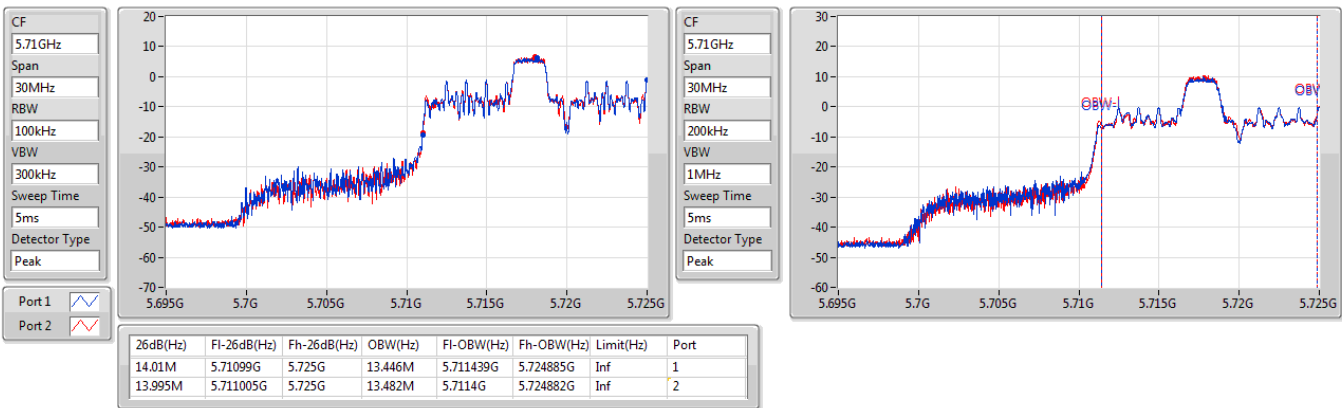 CF
5.71GHz
Span
30MHz
RBW
100kHz
VBW
300kHz
Sweep Time
5ms
Detector Type
Peak
Port 1
Port 2
20
10
0
-10
-20
-30
-40
-50
-60
-70
5.695G 5.7G 5.705G 5.71G 5.715G 5.72G 5.725G
CF
5.71GHz
Span
30MHz
RBW
200kHz
VBW
1MHz
Sweep Time
5ms
Detector Type
Peak
30
20
10
0
-10
-20
-30
-40
-50
-60
OBW-l
OBW
5.695G 5.7G 5.705G 5.71G 5.715G 5.72G 5.725G
26dB(Hz) Fl-26dB(Hz) Fh-26dB(Hz) OBW(Hz) Fl-OBW(Hz) Fh-OBW(Hz) Limit(Hz) Port
14.01M 5.71099G 5.725G 13.446M 5.711439G 5.724885G Inf 1
13.995M 5.711005G 5.725G 13.482M 5.7114G 5.724882G Inf 2